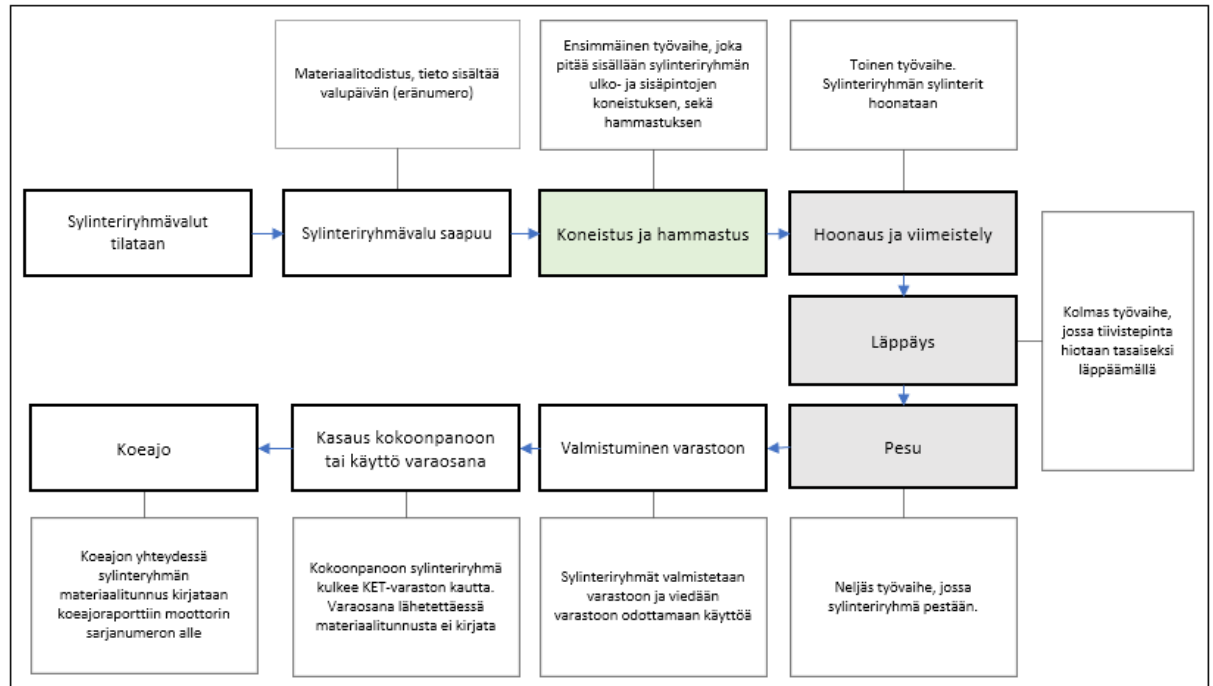 Materiaalitodistus, tieto sisältää
valupäivän (eränumero)
Ensimmäinen työvaihe, joka
pitää sisällään sylinteriryhmän
ulko- ja sisäpintojen
koneistuksen, sekä
hammastuksen
Toinen työvaihe.
Sylinteriryhmän sylinterit
hoonataan
Sylinteriryhmävalut
tilataan
Sylinteriryhmävalu saapuu
Koneistus ja hammastus
Hoonaus ja viimeistely
Läppäys
Kolmas työvaihe,
jossa tiivistepinta
hiotaan tasaiseksi
läppäämällä
Koeajo
Kasaus kokoonpanoon
tai käyttö varaosana
Valmistuminen varastoon
Pesu
Koeajon yhteydessä
sylinteryhmän
materiaalitunnus kirjataan
koeajoraporttiin moottorin
sarjanumeron alle
Kokoonpanoon sylinteriryhmä
kulkee KET-varaston kautta.
Varaosana lähetettäessä
materiaalitunnusta ei kirjata
Sylinteriryhmät valmistetaan
varastoon ja viedään
varastoon odottamaan käyttöä
Neljäs työvaihe, jossa
sylinteriryhmä pestään.